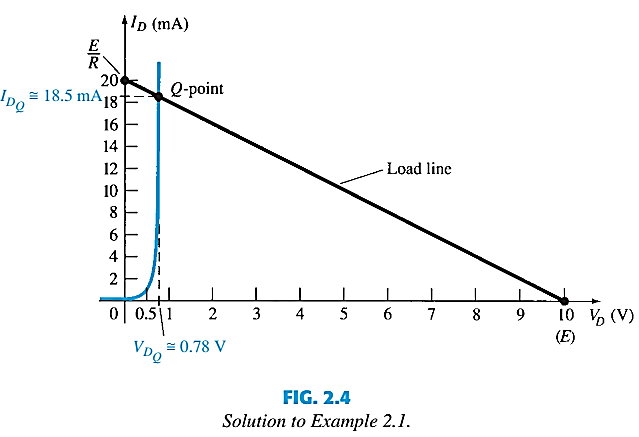 I_D (mA)
E
R
20
I_DQ ≅ 18.5 mA
Q-point
18
16
14
12
Load line
10
8
6
4
2
0 0.5 1 2 3 4 5 6 7 8 9 10 V_D (V)
(E)
V_DQ ≅ 0.78 V
FIG. 2.4
Solution to Example 2.1.